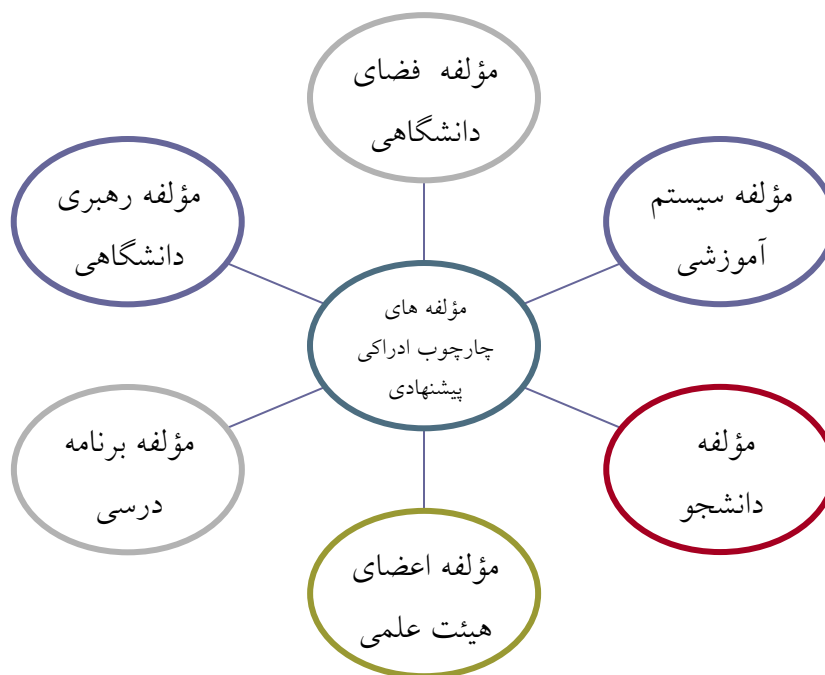 مؤلفه فضای
دانشگاهی
مؤلفه سیستم
آموزشی
مؤلفه رهبری
دانشگاهی
مؤلفه های
چارچوب ادراکی
پیشنهادی
مؤلفه
دانشجو
مؤلفه برنامه
درسی
مؤلفه اعضای
هیئت علمی